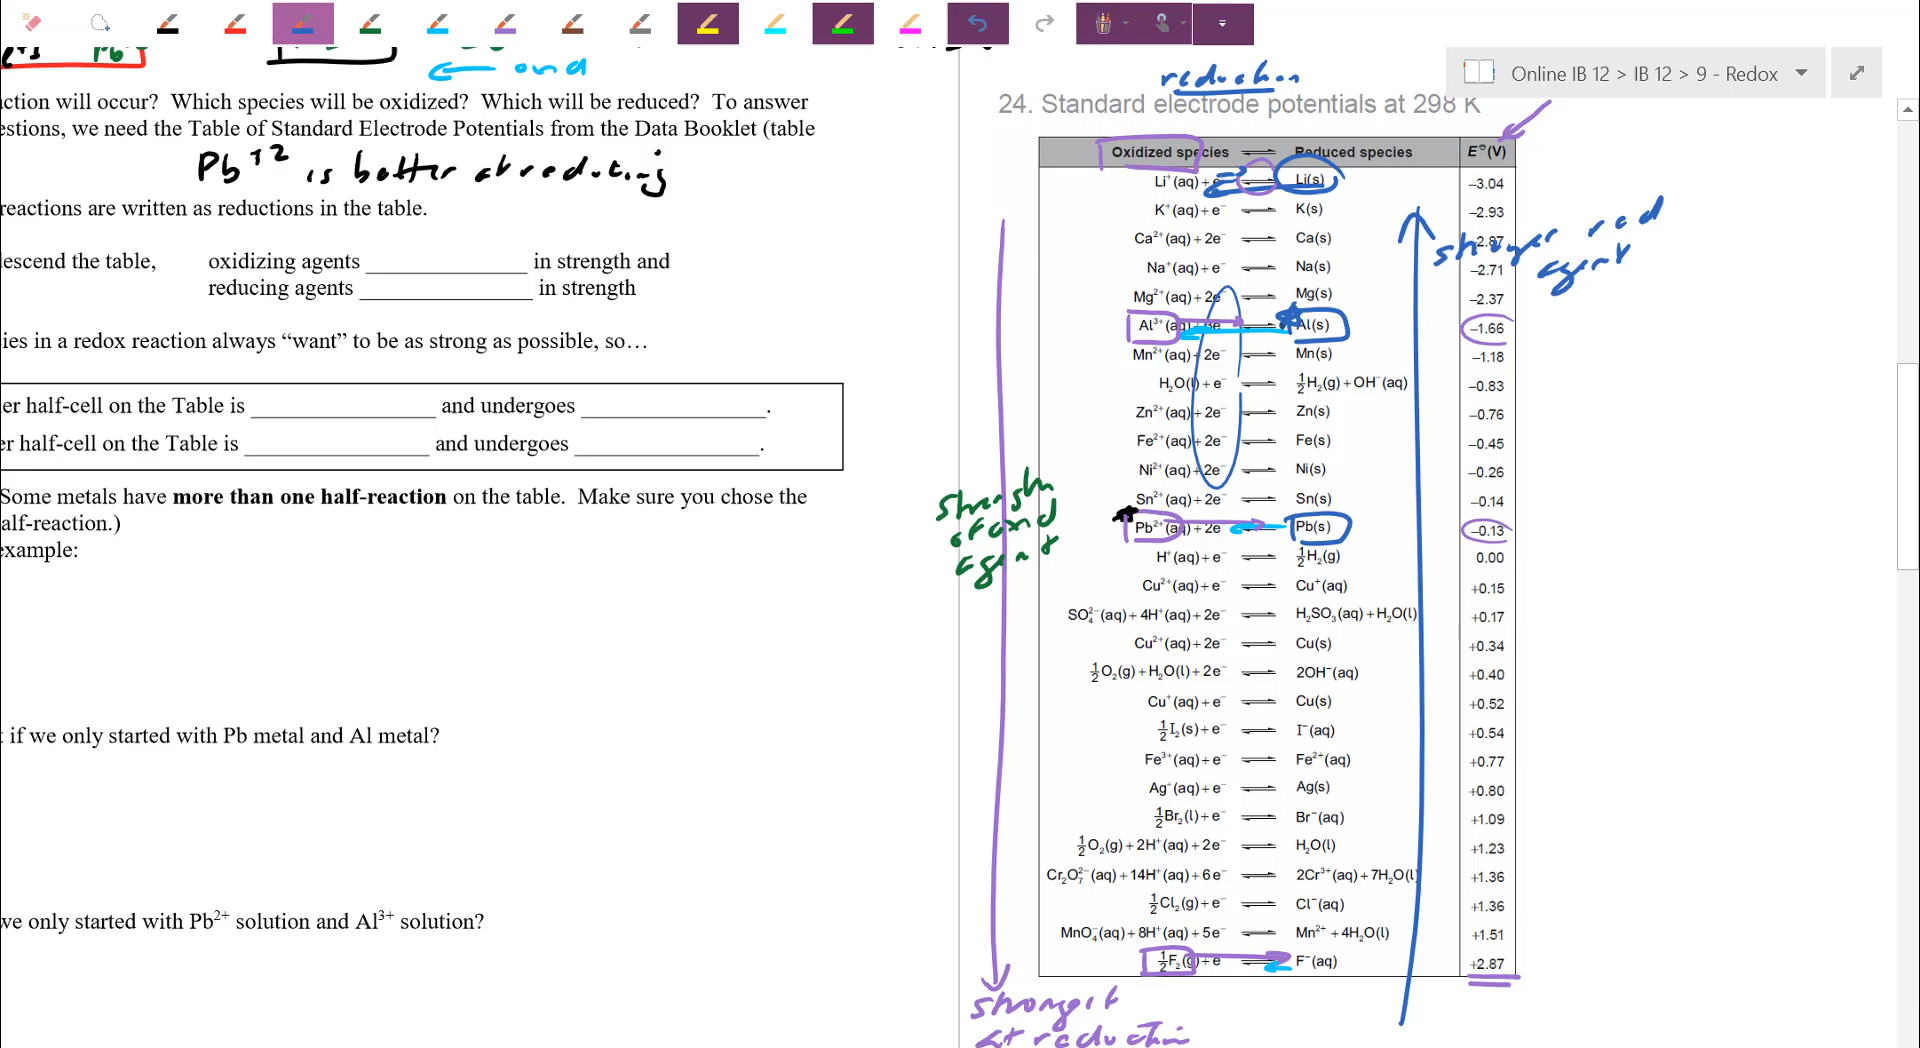 ← ond
Online IB 12 > IB 12 > 9 - Redox
reduction
ction will occur? Which species will be oxidized? Which will be reduced? To answer
estions, we need the Table of Standard Electrode Potentials from the Data Booklet (table
Pb+2 is better at reducting
reactions are written as reductions in the table.
escend the table, oxidizing agents ______________ in strength and
reducing agents _______________ in strength
ies in a redox reaction always “want” to be as strong as possible, so…
er half-cell on the Table is ________________ and undergoes ________________.
er half-cell on the Table is ________________ and undergoes ________________.
Some metals have more than one half-reaction on the table. Make sure you chose the
alf-reaction.)
example:
if we only started with Pb metal and Al metal?
we only started with Pb²⁺ solution and Al³⁺ solution?
24. Standard electrode potentials at 298 K
Oxidized species ⇌ Reduced species E⊖(V)
Li⁺(aq) + e⁻ ⇌ Li(s) –3.04
K⁺(aq) + e⁻ ⇌ K(s) –2.93
Ca²⁺(aq) + 2e⁻ ⇌ Ca(s) –2.87
Na⁺(aq) + e⁻ ⇌ Na(s) –2.71
Mg²⁺(aq) + 2e⁻ ⇌ Mg(s) –2.37
Al³⁺(aq) + 3e⁻ ⇌ Al(s) –1.66
Mn²⁺(aq) + 2e⁻ ⇌ Mn(s) –1.18
H₂O(l) + e⁻ ⇌ ½H₂(g) + OH⁻(aq) –0.83
Zn²⁺(aq) + 2e⁻ ⇌ Zn(s) –0.76
Fe²⁺(aq) + 2e⁻ ⇌ Fe(s) –0.45
Ni²⁺(aq) + 2e⁻ ⇌ Ni(s) –0.26
Sn²⁺(aq) + 2e⁻ ⇌ Sn(s) –0.14
Pb²⁺(aq) + 2e⁻ ⇌ Pb(s) –0.13
H⁺(aq) + e⁻ ⇌ ½H₂(g) 0.00
Cu²⁺(aq) + e⁻ ⇌ Cu⁺(aq) +0.15
SO₄²⁻(aq) + 4H⁺(aq) + 2e⁻ ⇌ H₂SO₃(aq) + H₂O(l) +0.17
Cu²⁺(aq) + 2e⁻ ⇌ Cu(s) +0.34
½O₂(g) + H₂O(l) + 2e⁻ ⇌ 2OH⁻(aq) +0.40
Cu⁺(aq) + e⁻ ⇌ Cu(s) +0.52
½I₂(s) + e⁻ ⇌ I⁻(aq) +0.54
Fe³⁺(aq) + e⁻ ⇌ Fe²⁺(aq) +0.77
Ag⁺(aq) + e⁻ ⇌ Ag(s) +0.80
½Br₂(l) + e⁻ ⇌ Br⁻(aq) +1.09
½O₂(g) + 2H⁺(aq) + 2e⁻ ⇌ H₂O(l) +1.23
Cr₂O₇²⁻(aq) + 14H⁺(aq) + 6e⁻ ⇌ 2Cr³⁺(aq) + 7H₂O(l) +1.36
½Cl₂(g) + e⁻ ⇌ Cl⁻(aq) +1.36
MnO₄⁻(aq) + 8H⁺(aq) + 5e⁻ ⇌ Mn²⁺ + 4H₂O(l) +1.51
½F₂(g) + e ⇌ F⁻(aq) +2.87
stronger red
agent
strength
of oxid
agent
strongest
at reduction